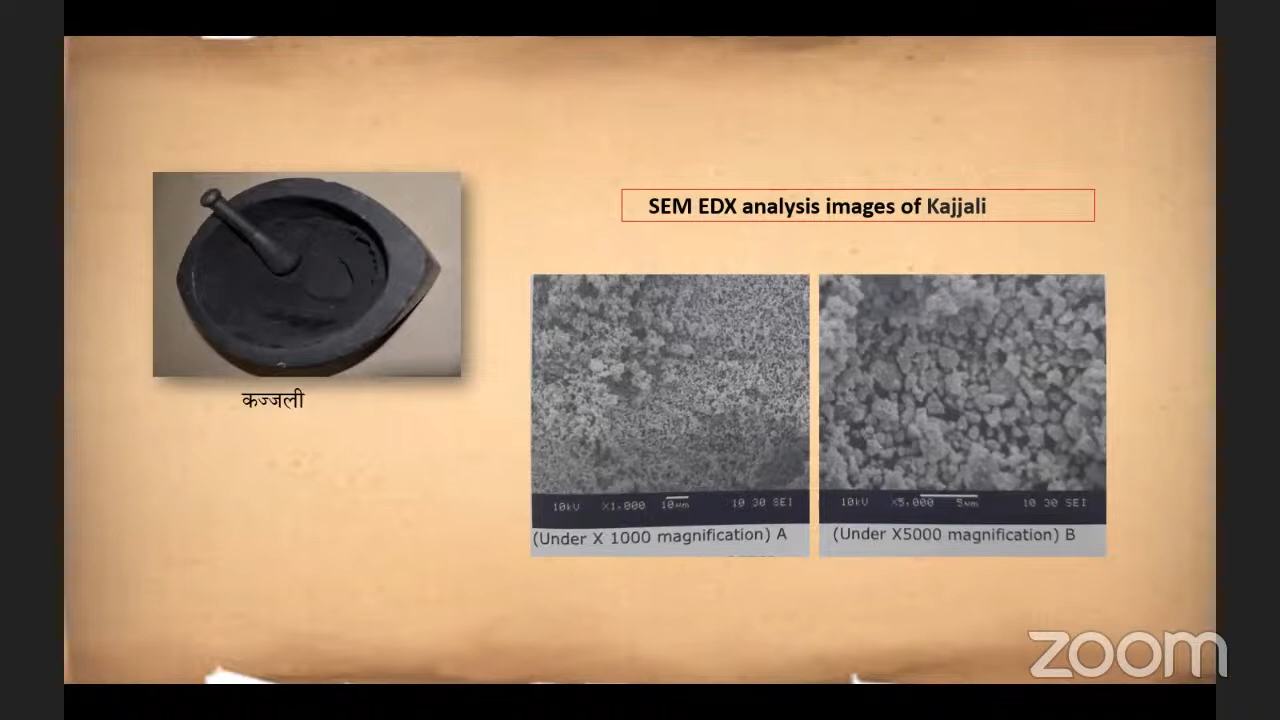 SEM EDX analysis images of Kajjali
कज्जली
10kV X1,000 10µm 10 30 SEI
(Under X 1000 magnification) A
10kV X5,000 5µm 10 30 SEI
(Under X5000 magnification) B
zoom